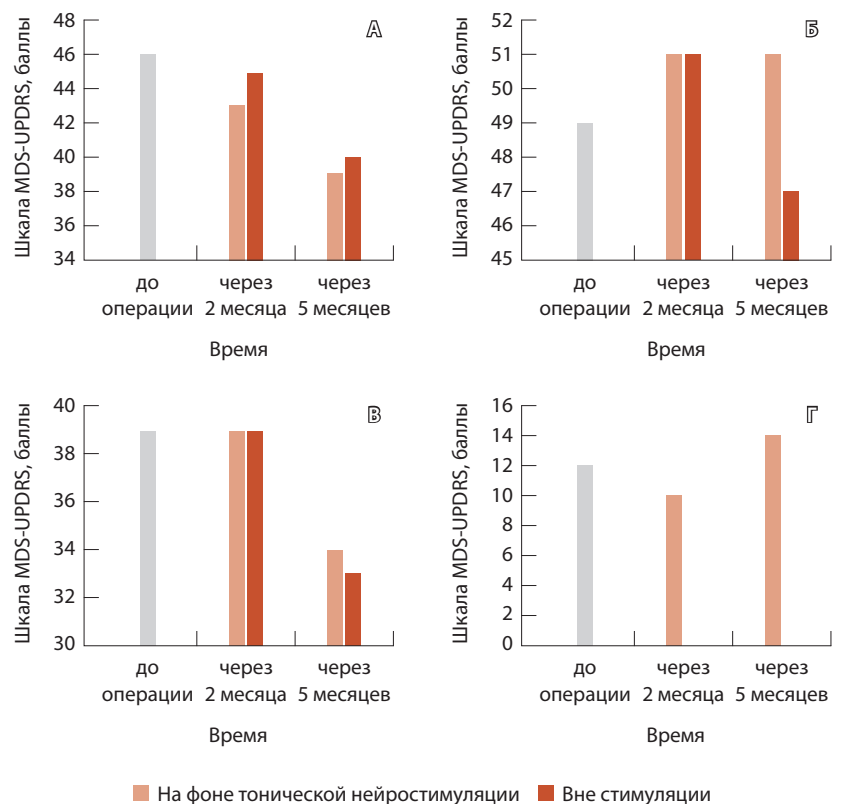 Шкала MDS-UPDRS, баллы
А
48
46
44
42
40
38
36
34
до операции
через 2 месяца
через 5 месяцев
Время
Шкала MDS-UPDRS, баллы
Б
52
51
50
49
48
47
46
45
до операции
через 2 месяца
через 5 месяцев
Время
Шкала MDS-UPDRS, баллы
В
40
38
36
34
32
30
до операции
через 2 месяца
через 5 месяцев
Время
Шкала MDS-UPDRS, баллы
Г
16
14
12
10
8
6
4
2
0
до операции
через 2 месяца
через 5 месяцев
Время
На фоне тонической нейростимуляции
Вне стимуляции